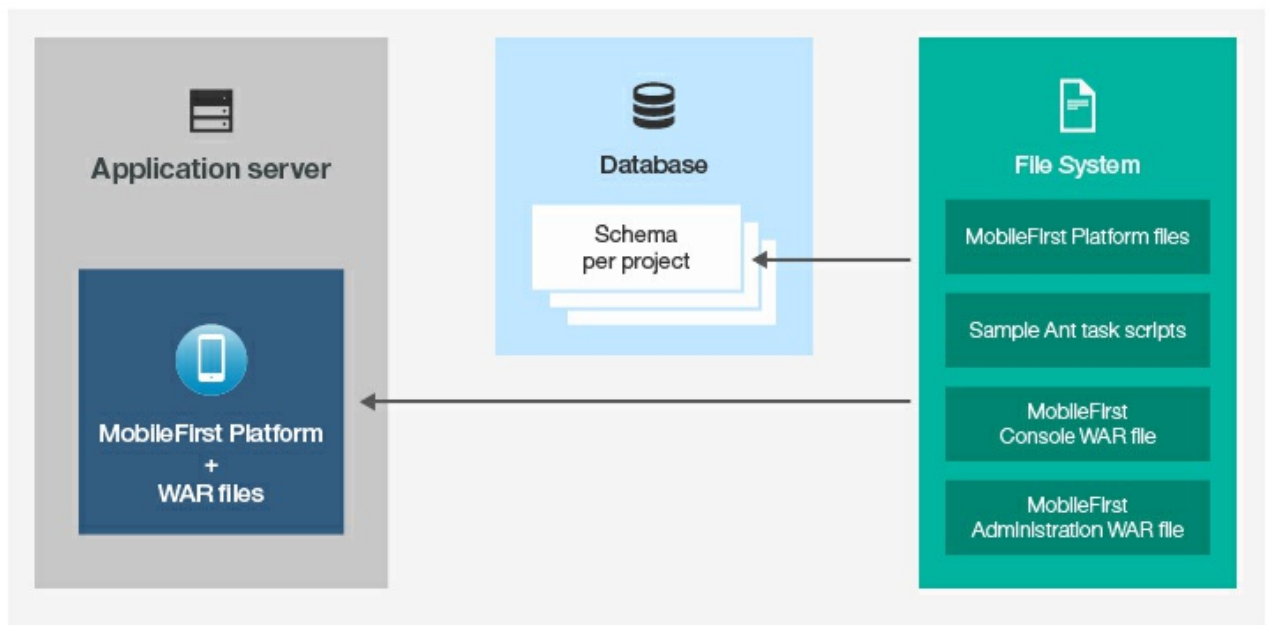 Application server
MobileFirst Platform
+
WAR files
Database
Schema
per project
File System
MobileFirst Platform files
Sample Ant task scripts
MobileFirst
Console WAR file
MobileFirst
Administration WAR file